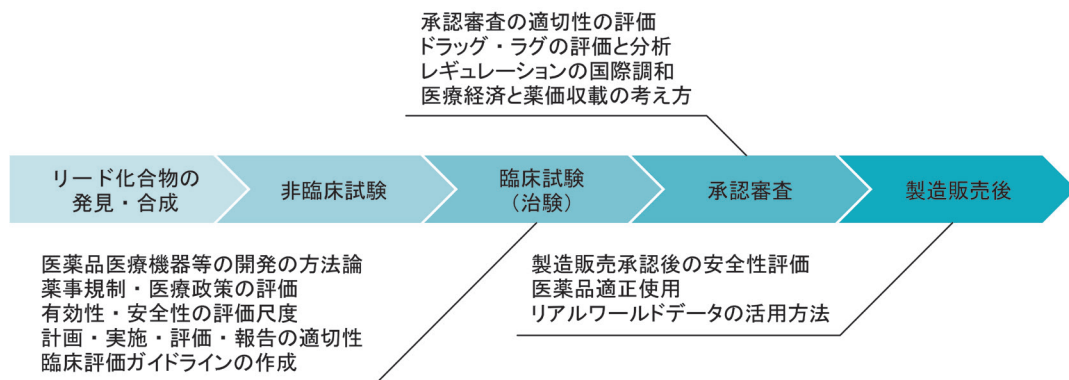 承認審査の適切性の評価
ドラッグ・ラグの評価と分析
レギュレーションの国際調和
医療経済と薬価収載の考え方
リード化合物の
発見・合成
非臨床試験
臨床試験
（治験）
承認審査
製造販売後
医薬品医療機器等の開発の方法論
薬事規制・医療政策の評価
有効性・安全性の評価尺度
計画・実施・評価・報告の適切性
臨床評価ガイドラインの作成
製造販売承認後の安全性評価
医薬品適正使用
リアルワールドデータの活用方法